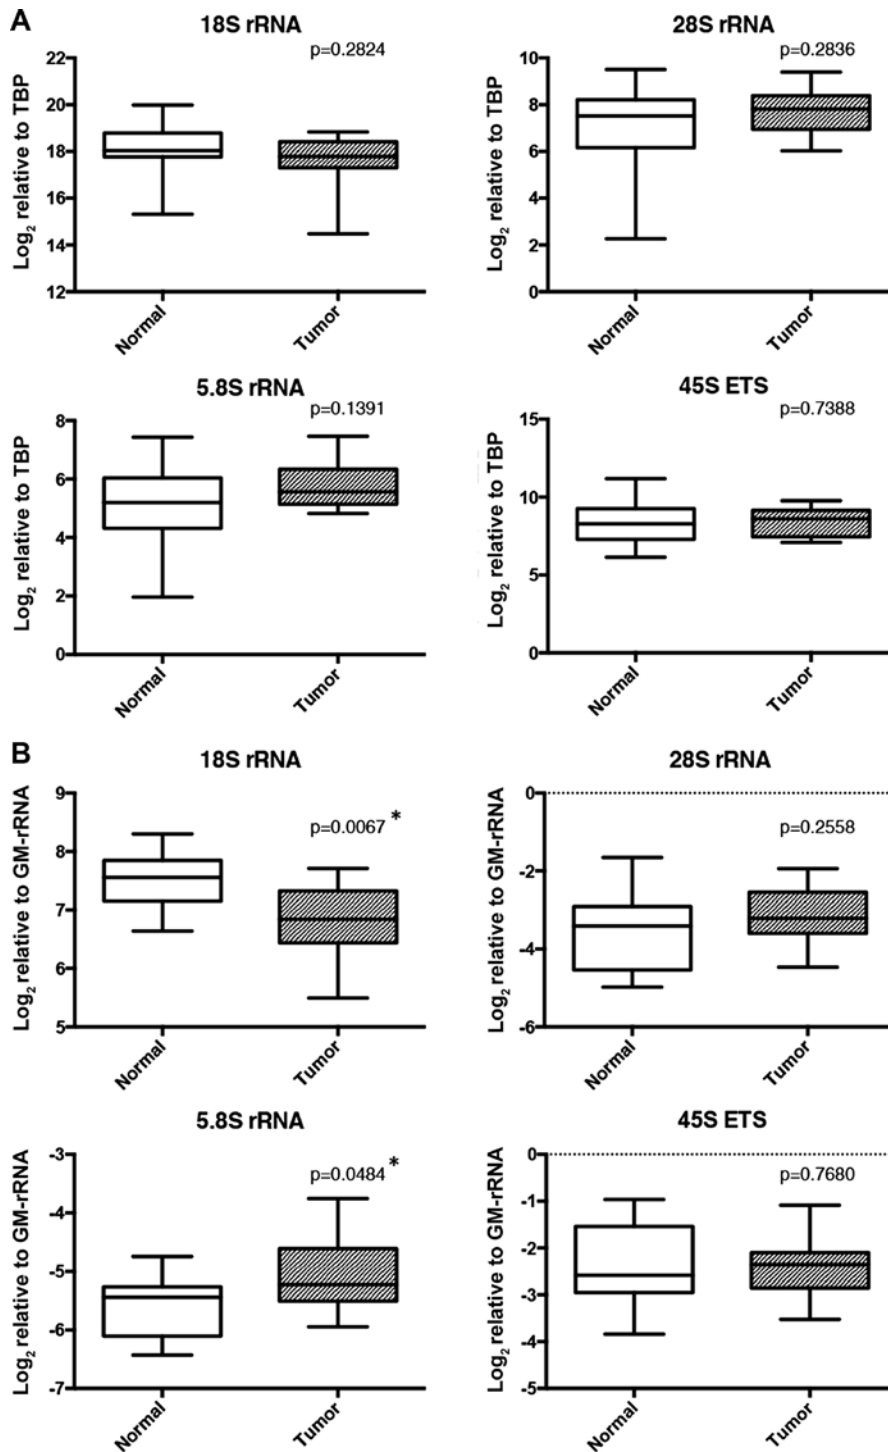 A
18S rRNA
p=0.2824
Log2 relative to TBP
22
20
18
16
14
12
Normal
Tumor
28S rRNA
p=0.2836
Log2 relative to TBP
10
8
6
4
2
0
Normal
Tumor
5.8S rRNA
p=0.1391
Log2 relative to TBP
8
6
4
2
0
Normal
Tumor
45S ETS
p=0.7388
Log2 relative to TBP
15
10
5
0
Normal
Tumor
B
18S rRNA
p=0.0067 *
Log2 relative to GM-rRNA
9
8
7
6
5
Normal
Tumor
28S rRNA
p=0.2558
Log2 relative to GM-rRNA
0
-2
-4
-6
Normal
Tumor
5.8S rRNA
p=0.0484 *
Log2 relative to GM-rRNA
-3
-4
-5
-6
-7
Normal
Tumor
45S ETS
p=0.7680
Log2 relative to GM-rRNA
0
-1
-2
-3
-4
-5
Normal
Tumor